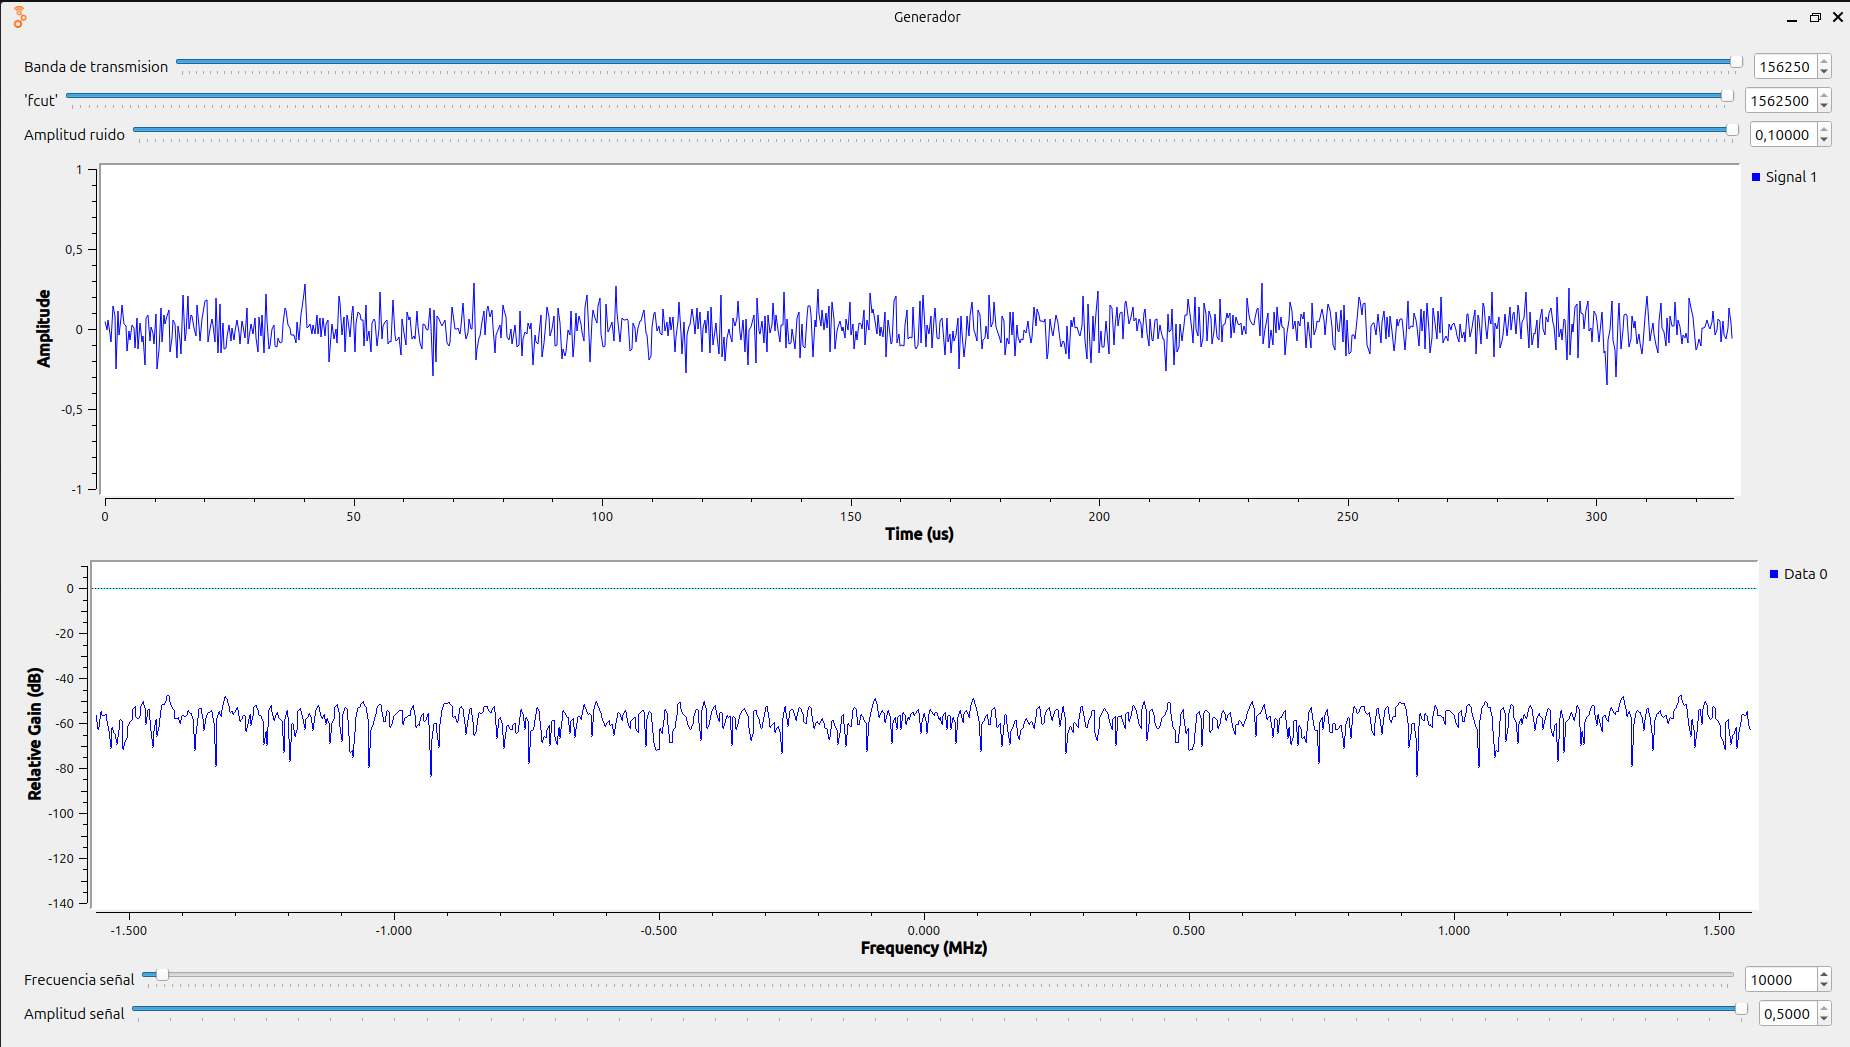 Generador
Banda de transmision 156250
'fcut' 1562500
Amplitud ruido 0,10000
Signal 1
1
0,5
0
-0,5
-1
Amplitude
0 50 100 150 200 250 300
Time (us)
Data 0
0
-20
-40
-60
-80
-100
-120
-140
Relative Gain (dB)
-1.500 -1.000 -0.500 0.000 0.500 1.000 1.500
Frequency (MHz)
Frecuencia señal 10000
Amplitud señal 0,5000